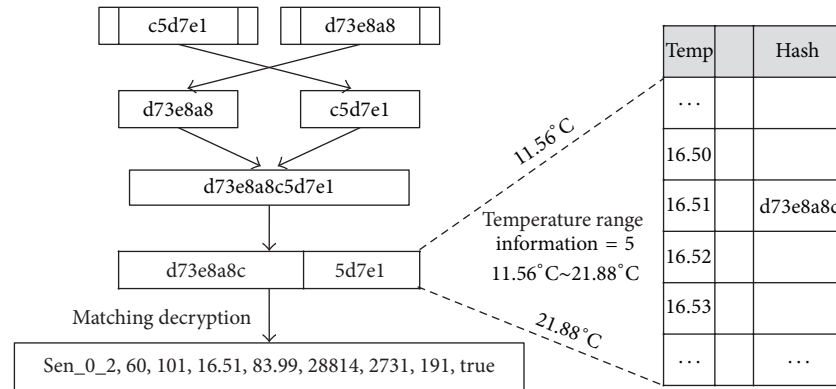 c5d7e1 d73e8a8
d73e8a8 c5d7e1
d73e8a8c5d7e1
d73e8a8c 5d7e1
Matching decryption
Sen_0_2, 60, 101, 16.51, 83.99, 28814, 2731, 191, true
11.56°C
Temperature range
information = 5
11.56°C~21.88°C
21.88°C
Temp Hash
...
16.50
16.51 d73e8a8c
16.52
16.53
... ...